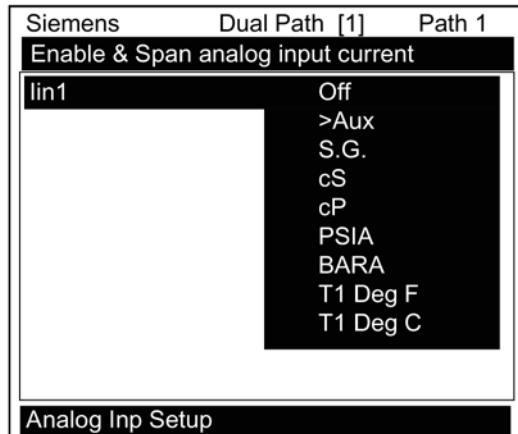 Siemens Dual Path [1] Path 1
Enable & Span analog input current
Iin1 Off
>Aux
S.G.
cS
cP
PSIA
BARA
T1 Deg F
T1 Deg C
Analog Inp Setup